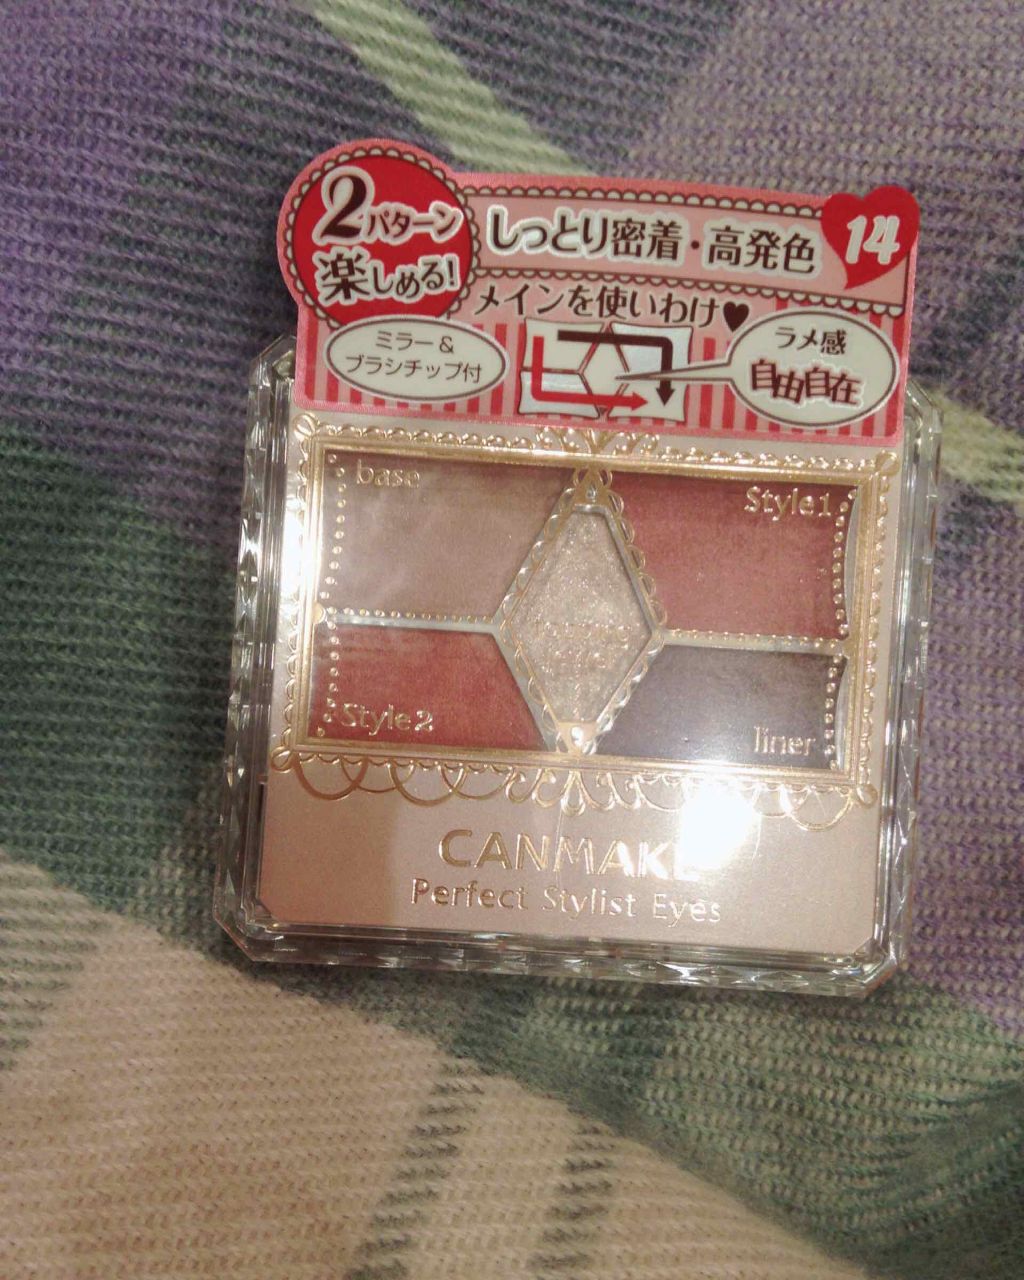 2パターン
楽しめる!
しっとり密着・高発色
14
メインを使いわけ♥
ミラー&
ブラシチップ付
ラメ感
自由自在
base
Style1
Style2
liner
CANMAKE
Perfect Stylist Eyes